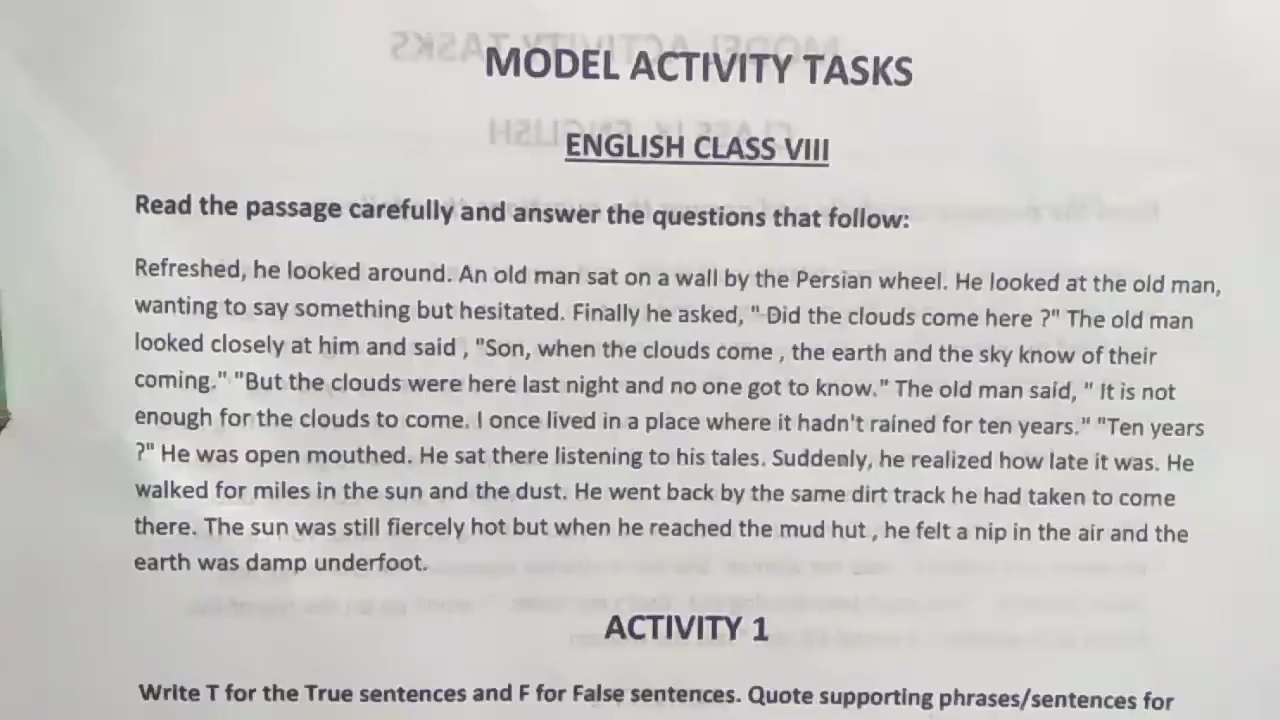 MODEL ACTIVITY TASKS
ENGLISH CLASS VIII
Read the passage carefully and answer the questions that follow:
Refreshed, he looked around. An old man sat on a wall by the Persian wheel. He looked at the old man,
wanting to say something but hesitated. Finally he asked, " Did the clouds come here ?" The old man
looked closely at him and said , "Son, when the clouds come , the earth and the sky know of their
coming." "But the clouds were here last night and no one got to know." The old man said, " It is not
enough for the clouds to come. I once lived in a place where it hadn't rained for ten years." "Ten years
?" He was open mouthed. He sat there listening to his tales. Suddenly, he realized how late it was. He
walked for miles in the sun and the dust. He went back by the same dirt track he had taken to come
there. The sun was still fiercely hot but when he reached the mud hut , he felt a nip in the air and the
earth was damp underfoot.
ACTIVITY 1
Write T for the True sentences and F for False sentences. Quote supporting phrases/sentences for